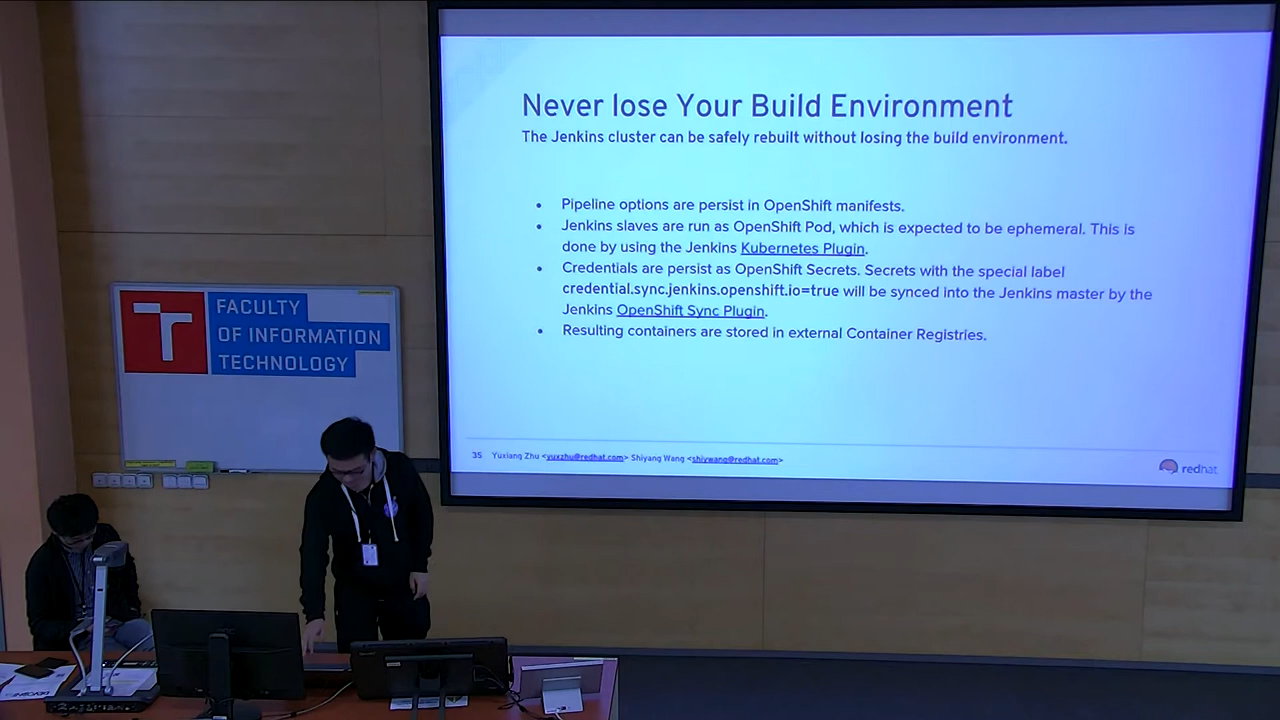 Never lose Your Build Environment
The Jenkins cluster can be safely rebuilt without losing the build environment.
• Pipeline options are persist in OpenShift manifests.
• Jenkins slaves are run as OpenShift Pod, which is expected to be ephemeral. This is
done by using the Jenkins Kubernetes Plugin.
• Credentials are persist as OpenShift Secrets. Secrets with the special label
credential.sync.jenkins.openshift.io=true will be synced into the Jenkins master by the
Jenkins OpenShift Sync Plugin.
• Resulting containers are stored in external Container Registries.
35 Yuxiang Zhu <yuxzhu@redhat.com> Shiyang Wang <shiywang@redhat.com>
redhat
FACULTY
OF INFORMATION
TECHNOLOGY